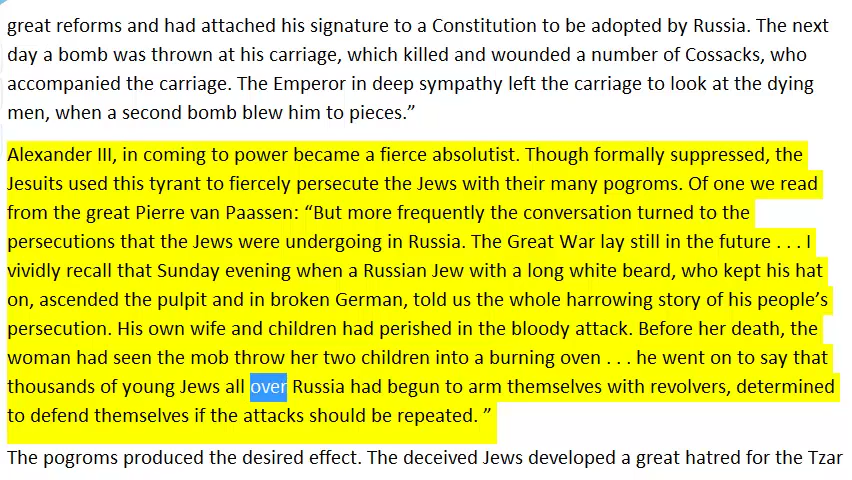 great reforms and had attached his signature to a Constitution to be adopted by Russia. The next
day a bomb was thrown at his carriage, which killed and wounded a number of Cossacks, who
accompanied the carriage. The Emperor in deep sympathy left the carriage to look at the dying
men, when a second bomb blew him to pieces.”
Alexander III, in coming to power became a fierce absolutist. Though formally suppressed, the
Jesuits used this tyrant to fiercely persecute the Jews with their many pogroms. Of one we read
from the great Pierre van Paassen: “But more frequently the conversation turned to the
persecutions that the Jews were undergoing in Russia. The Great War lay still in the future . . . I
vividly recall that Sunday evening when a Russian Jew with a long white beard, who kept his hat
on, ascended the pulpit and in broken German, told us the whole harrowing story of his people’s
persecution. His own wife and children had perished in the bloody attack. Before her death, the
woman had seen the mob throw her two children into a burning oven . . . he went on to say that
thousands of young Jews all over Russia had begun to arm themselves with revolvers, determined
to defend themselves if the attacks should be repeated. ”
The pogroms produced the desired effect. The deceived Jews developed a great hatred for the Tzar